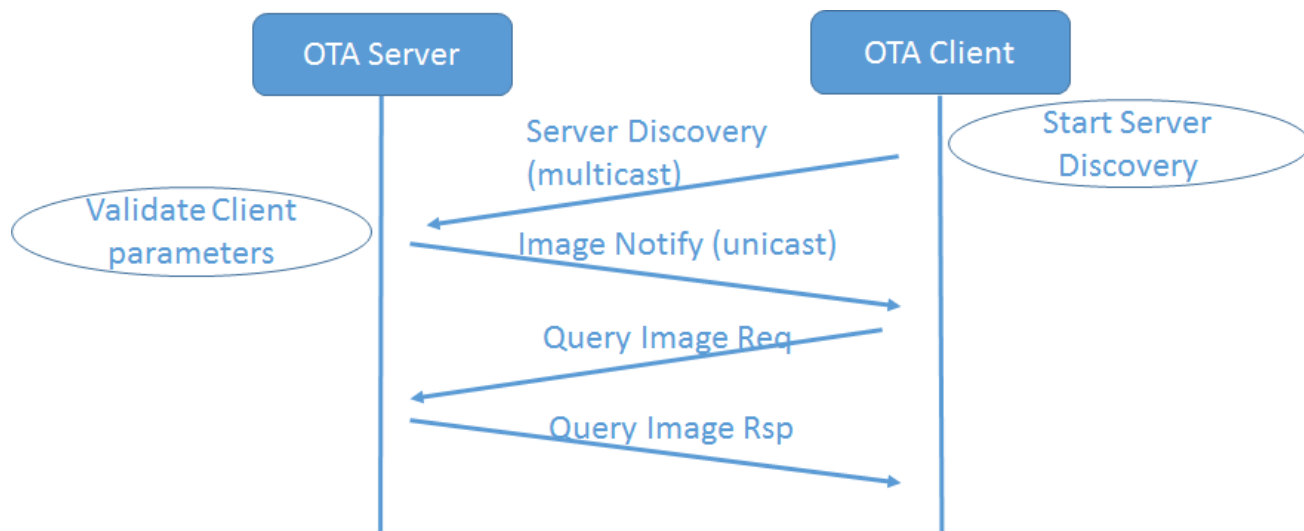 OTA Server
OTA Client
Start Server
Discovery
Server Discovery
(multicast)
Validate Client
parameters
Image Notify (unicast)
Query Image Req
Query Image Rsp